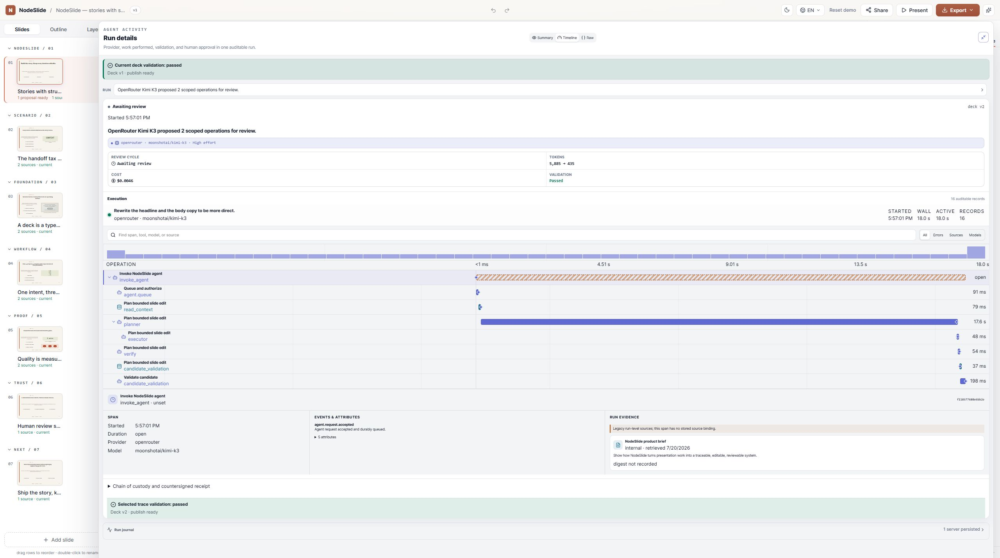 N NodeSlide / NodeSlide — stories with s... v1
EN Reset demo Share Present Export
Slides Outline Laye
NODESLIDE / 01
01
Build the story. Keep every decision editable.
Stories with stru...
1 proposal ready 1 sour
SCENARIO / 02
02
CONTEXT
The handoff tax ...
2 sources · current
FOUNDATION / 03
03
A deck is a type...
2 sources · current
WORKFLOW / 04
04
One intent, thre...
2 sources · current
PROOF / 05
05
Quality is measu...
2 sources · current
TRUST / 06
06
Human review s...
1 source · current
NEXT / 07
07
Ship the story, k...
1 source · current
Add slide
drag rows to reorder · double-click to renam
AGENT ACTIVITY
Run details
Provider, work performed, validation, and human approval in one auditable run.
Summary Timeline Raw
Current deck validation: passed
Deck v1 · publish ready
RUN OpenRouter Kimi K3 proposed 2 scoped operations for review.
Awaiting review deck v2
Started 5:57:01 PM
OpenRouter Kimi K3 proposed 2 scoped operations for review.
openrouter · moonshotai/kimi-k3 · High effort
REVIEW CYCLE
Awaiting review
TOKENS
5,885 → 435
COST
$0.0046
VALIDATION
Passed
Execution 16 auditable records
Rewrite the headline and the body copy to be more direct.
openrouter · moonshotai/kimi-k3
STARTED WALL ACTIVE RECORDS
5:57:01 PM 18.0 s 18.0 s 16
Find span, tool, model, or source
All Errors Sources Models
OPERATION <1 ms 4.51 s 9.01 s 13.5 s 18.0 s
Invoke NodeSlide agent
invoke_agent open
Queue and authorize
agent.queue 91 ms
Plan bounded slide edit
read_context 79 ms
Plan bounded slide edit
planner 17.6 s
Plan bounded slide edit
executor 48 ms
Plan bounded slide edit
verify 54 ms
Plan bounded slide edit
candidate_validation 37 ms
Validate candidate
candidate_validation 198 ms
Invoke NodeSlide agent
invoke_agent · unset
f118577680e6bb2e
SPAN
Started 5:57:01 PM
Duration open
Provider openrouter
Model moonshotai/kimi-k3
EVENTS & ATTRIBUTES
agent.request.accepted
Agent request accepted and durably queued.
5 attributes
RUN EVIDENCE
Legacy run-level sources; this span has no stored source binding.
NodeSlide product brief
internal · retrieved 7/20/2026
Show how NodeSlide turns presentation work into a traceable, editable, reviewable system.
digest not recorded
Chain of custody and countersigned receipt
Selected trace validation: passed
Deck v2 · publish ready
Run journal 1 server persisted